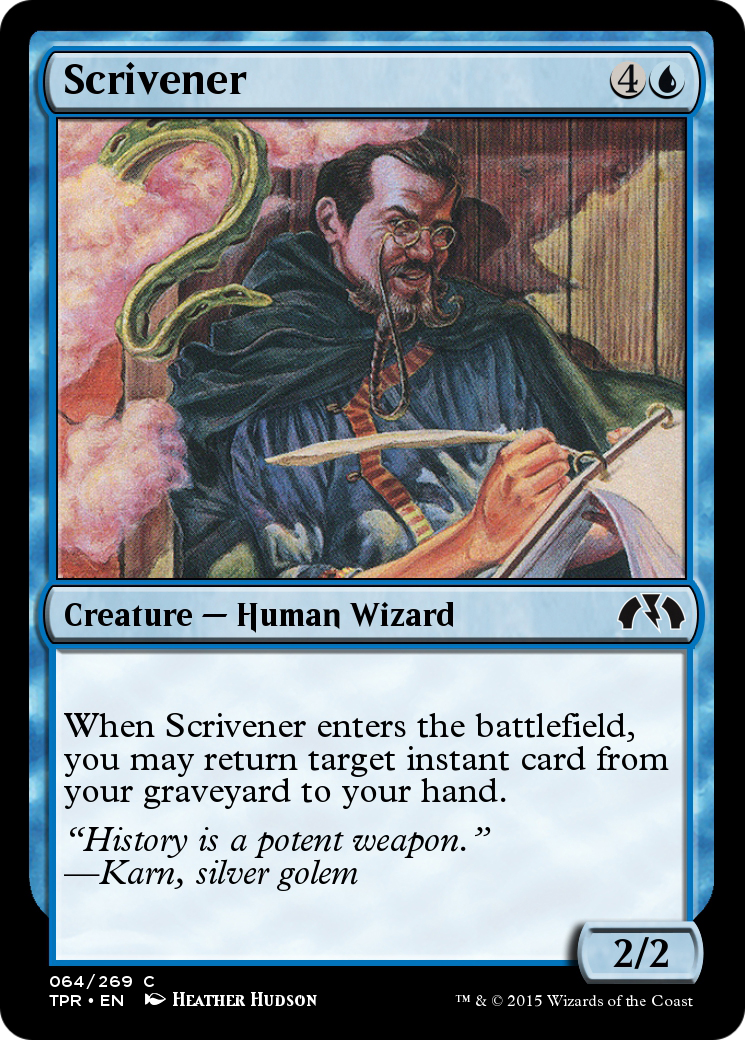 Scrivener 4
Creature — Human Wizard
When Scrivener enters the battlefield,
you may return target instant card from
your graveyard to your hand.
“History is a potent weapon.”
—Karn, silver golem
2/2
064/269 C
TPR • EN Heather Hudson
™ & © 2015 Wizards of the Coast